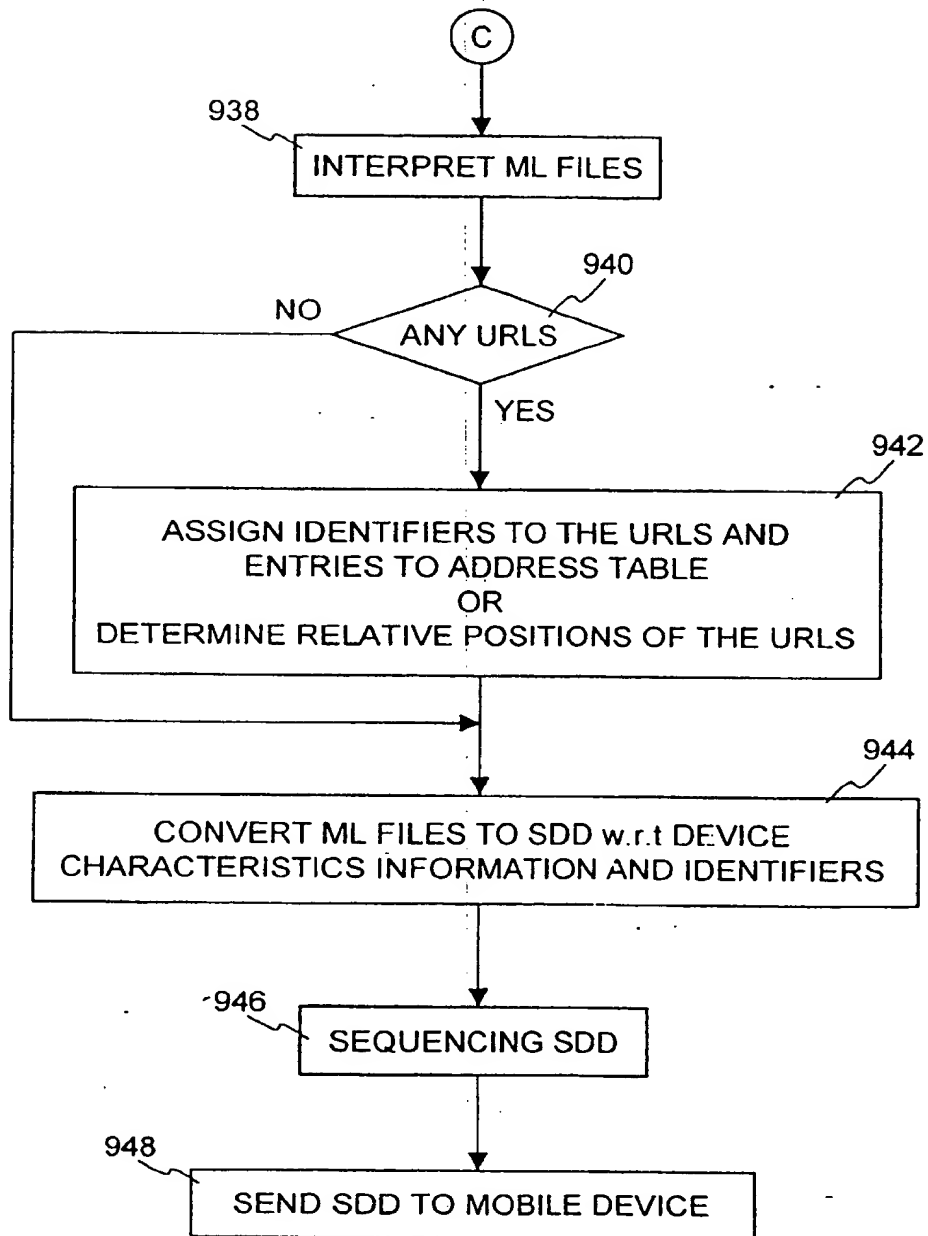 C
938
INTERPRET ML FILES
940
NO
ANY URLS
YES
942
ASSIGN IDENTIFIERS TO THE URLS AND
ENTRIES TO ADDRESS TABLE
OR
DETERMINE RELATIVE POSITIONS OF THE URLS
944
CONVERT ML FILES TO SDD w.r.t DEVICE
CHARACTERISTICS INFORMATION AND IDENTIFIERS
946
SEQUENCING SDD
948
SEND SDD TO MOBILE DEVICE